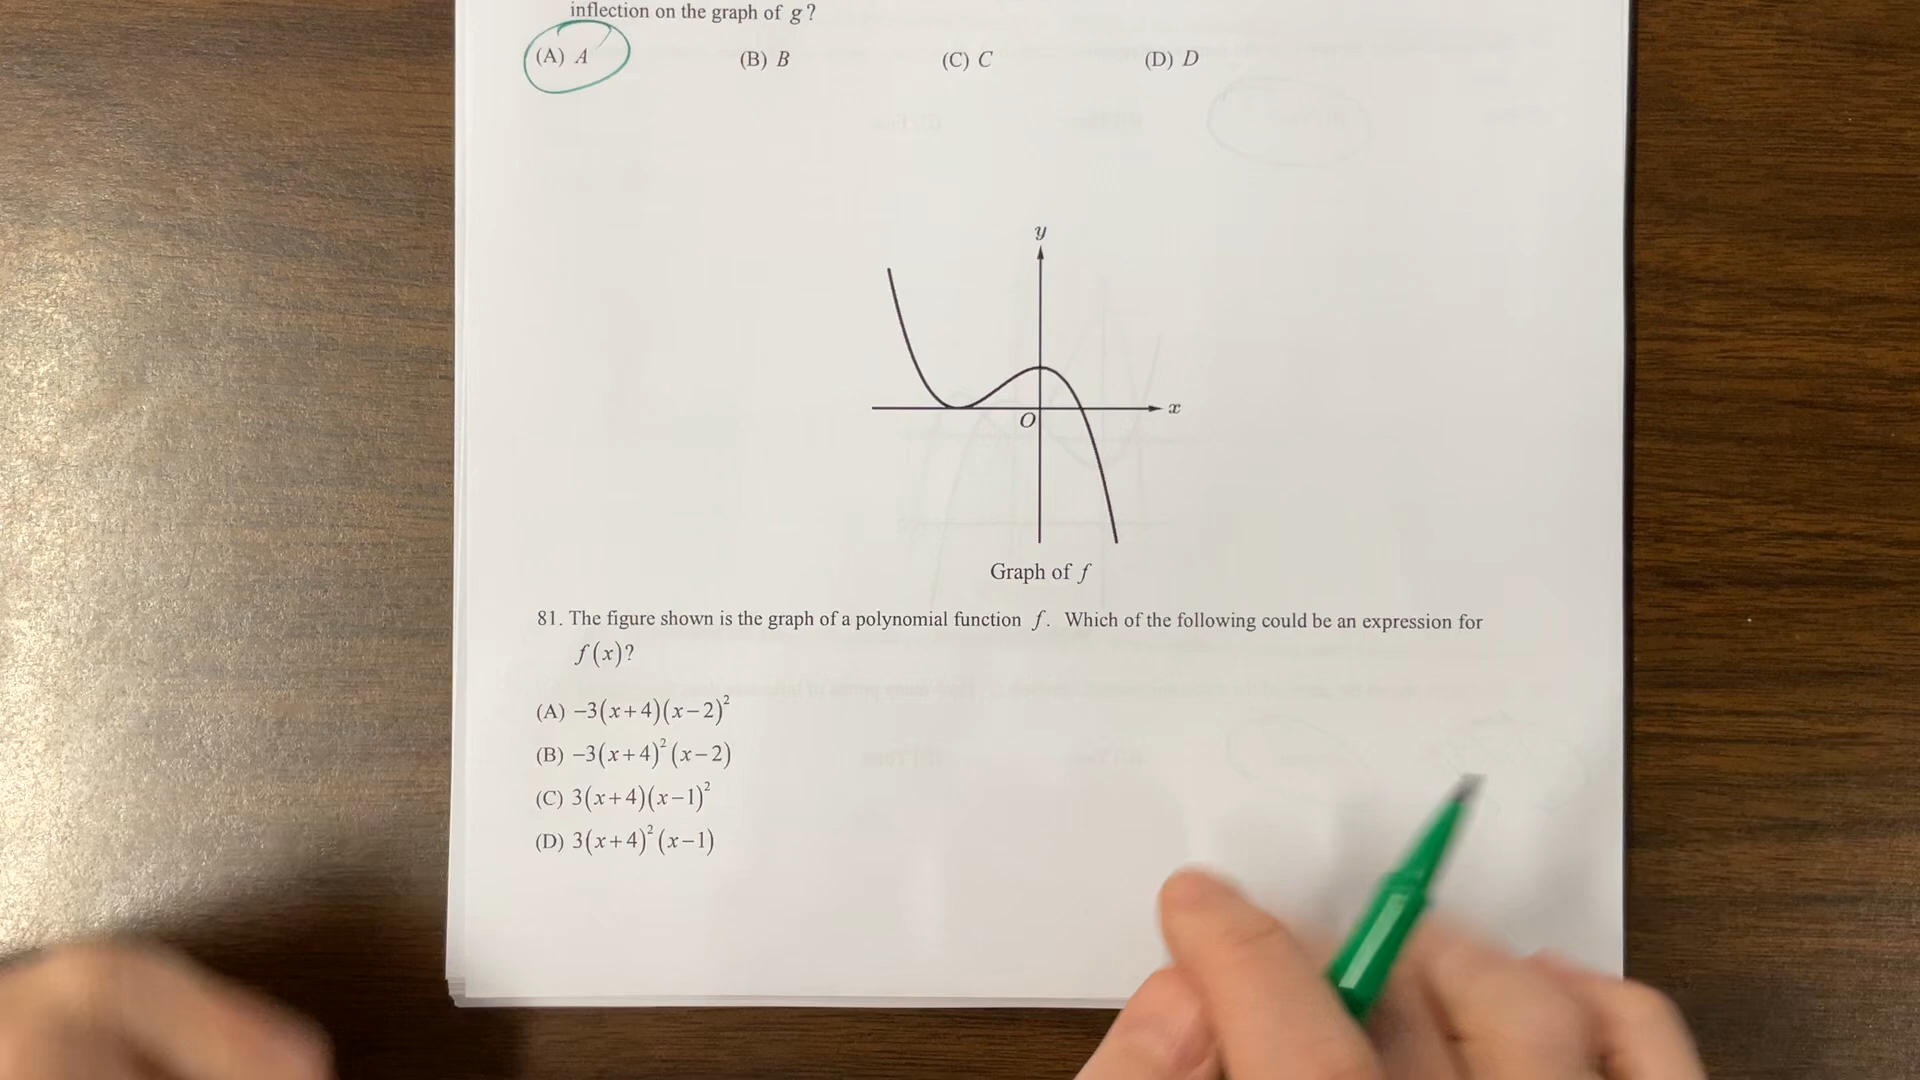 inflection on the graph of g?
(A) A (B) B (C) C (D) D
y
x
O
Graph of f
81. The figure shown is the graph of a polynomial function f. Which of the following could be an expression for
f(x)?
(A) −3(x+4)(x−2)²
(B) −3(x+4)²(x−2)
(C) 3(x+4)(x−1)²
(D) 3(x+4)²(x−1)